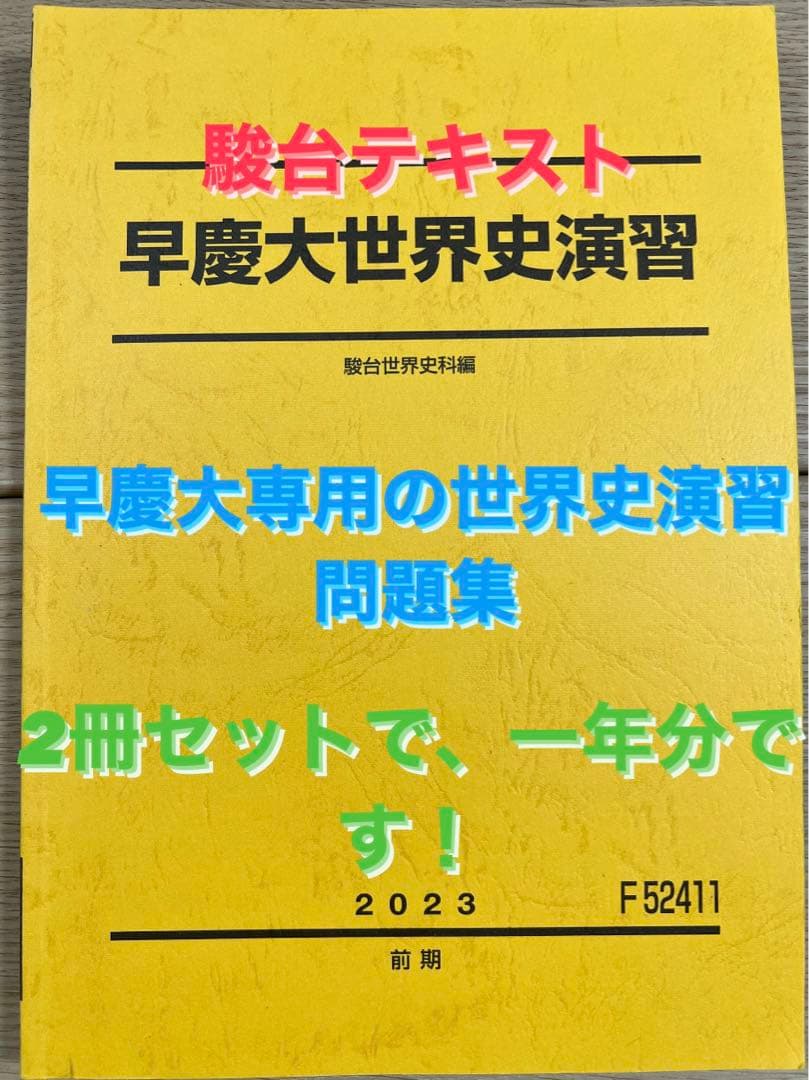 駿台テキスト
早慶大世界史演習
駿台世界史科編
早慶大専用の世界史演習
問題集
2冊セットで、一年分で
す！
2023 F52411
前期